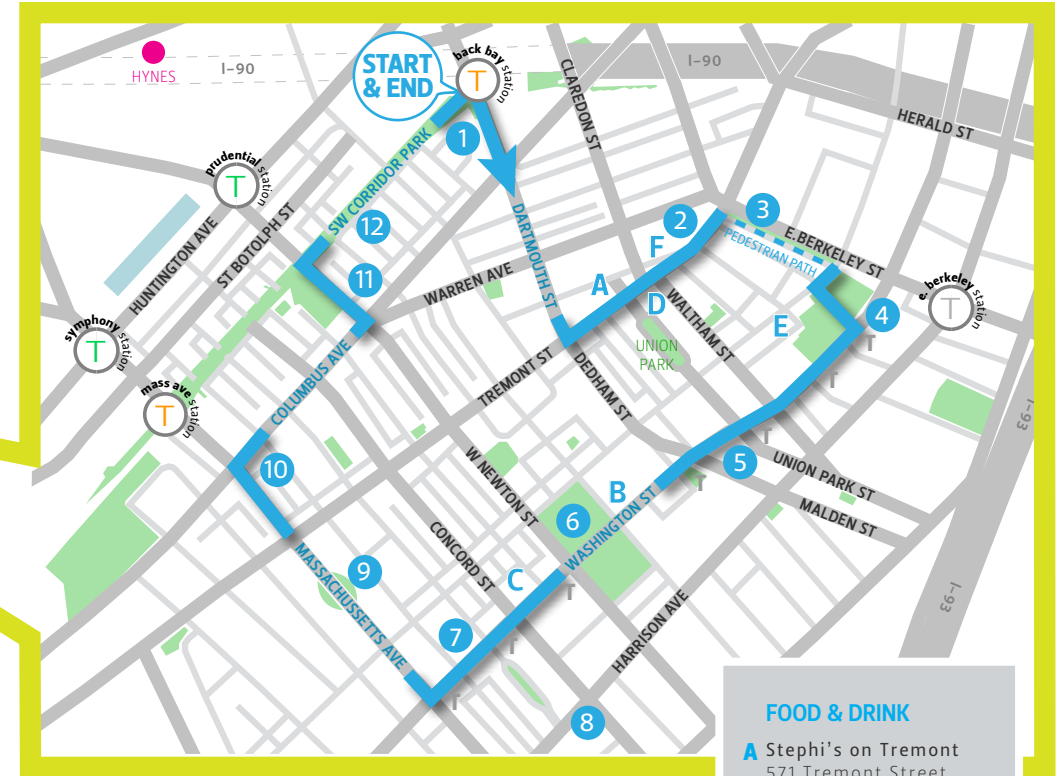 HYNES
I-90
START
& END
back bay station
T
I-90
CLAREDON ST
HERALD ST
1
SW CORRIDOR PARK
prudential station
T
12
DARTMOUTH ST
2
3
E.BERKELEY ST
PEDESTRIAN PATH
HUNTINGTON AVE
ST BOTOLPH ST
11
WARREN AVE
F
A
D
WALTHAM ST
E
4
T
e. berkeley station
T
symphony station
T
UNION
PARK
mass ave station
T
COLUMBUS AVE
TREMONT ST
DEDHAM ST
T
I-93
10
W NEWTON ST
T
5
T
UNION PARK ST
MALDEN ST
B
6
WASHINGTON ST
CONCORD ST
MASSACHUSSETTS AVE
9
C
T
I-93
7
T
HARRISON AVE
T
8
FOOD & DRINK
A Stephi's on Tremont
571 Tremont Street